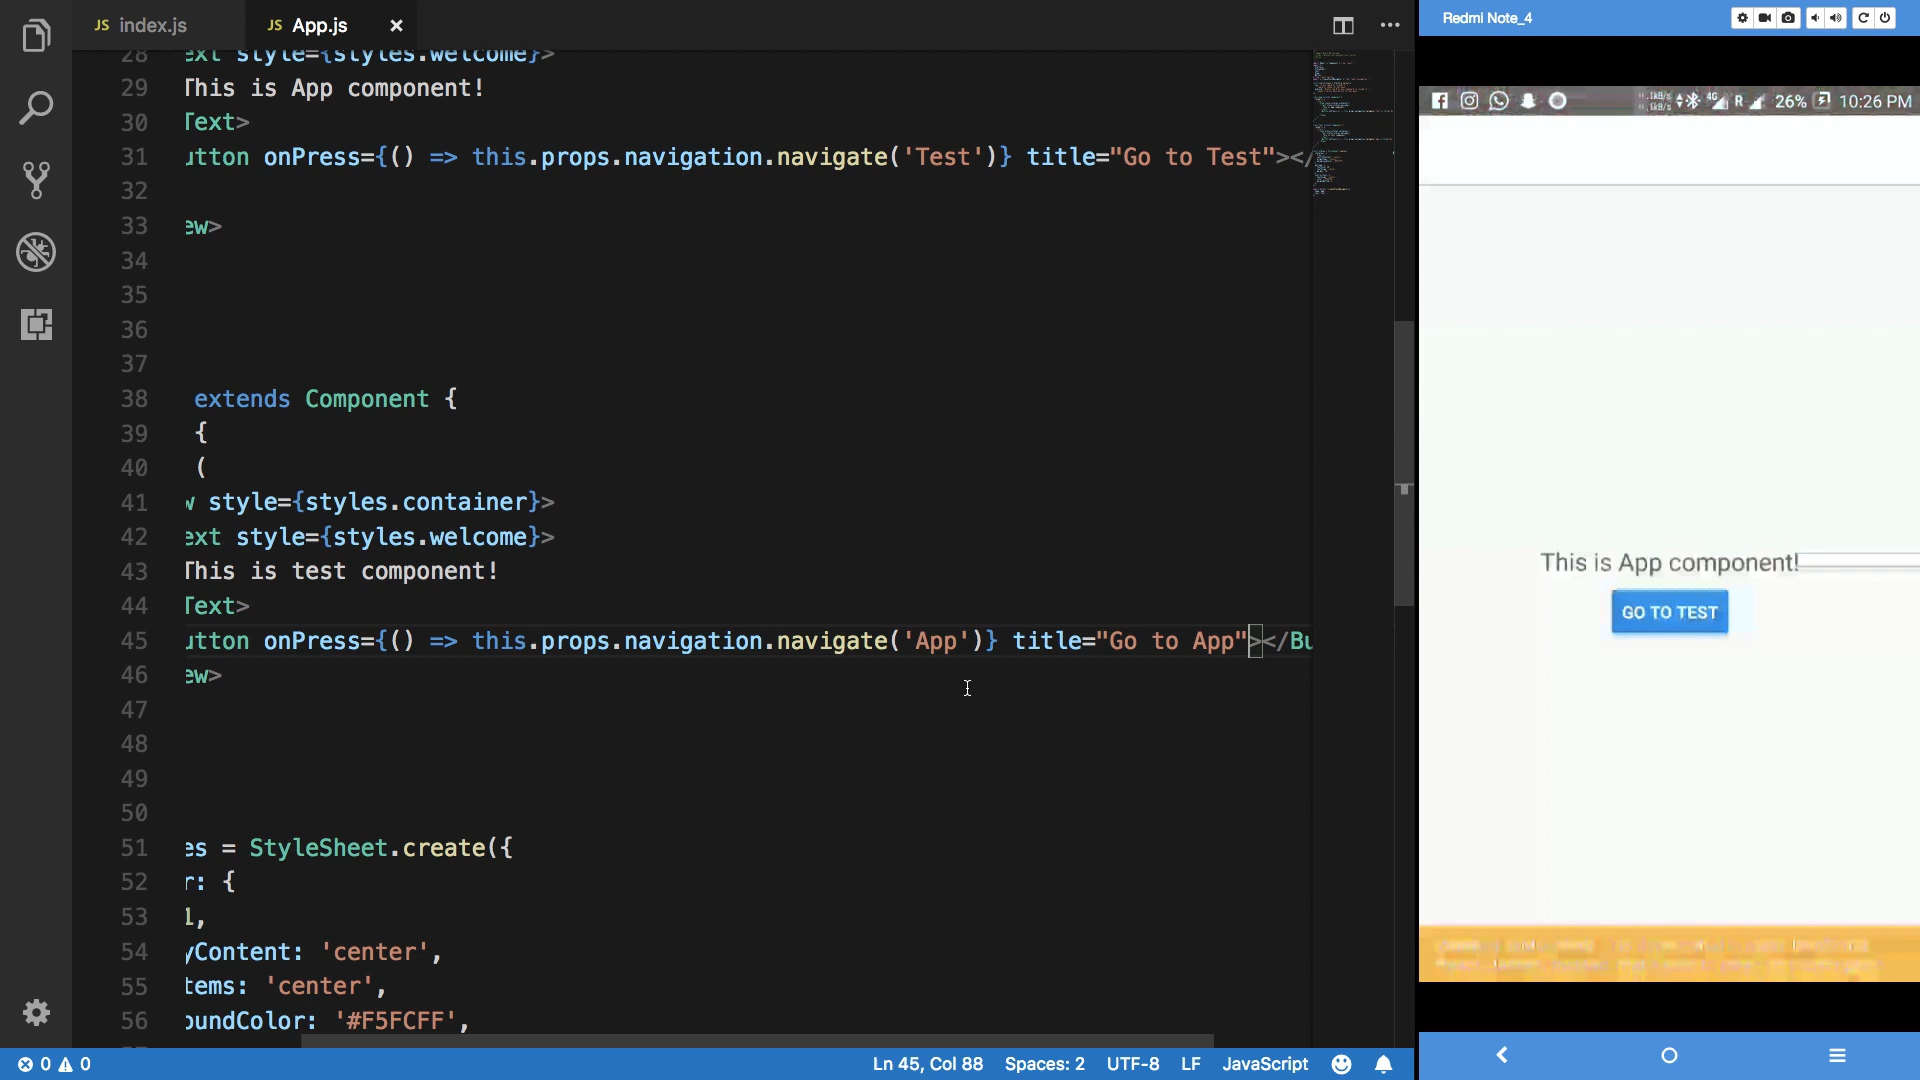 JS index.js
JS App.js
Redmi Note_4
28 ext style={styles.welcome}>
29 This is App component!
30 Text>
31 utton onPress={() => this.props.navigation.navigate('Test')} title="Go to Test"></
32
33 ew>
34
35
36
37
38 extends Component {
39 {
40 (
41 w style={styles.container}>
42 ext style={styles.welcome}>
43 This is test component!
44 Text>
45 utton onPress={() => this.props.navigation.navigate('App')} title="Go to App"></Bu
46 ew>
47
48
49
50
51 es = StyleSheet.create({
52 r: {
53 1,
54 yContent: 'center',
55 tems: 'center',
56 oundColor: '#F5FCFF',
0 0
Ln 45, Col 88 Spaces: 2 UTF-8 LF JavaScript
4G R 26% 10:26 PM
This is App component!
GO TO TEST